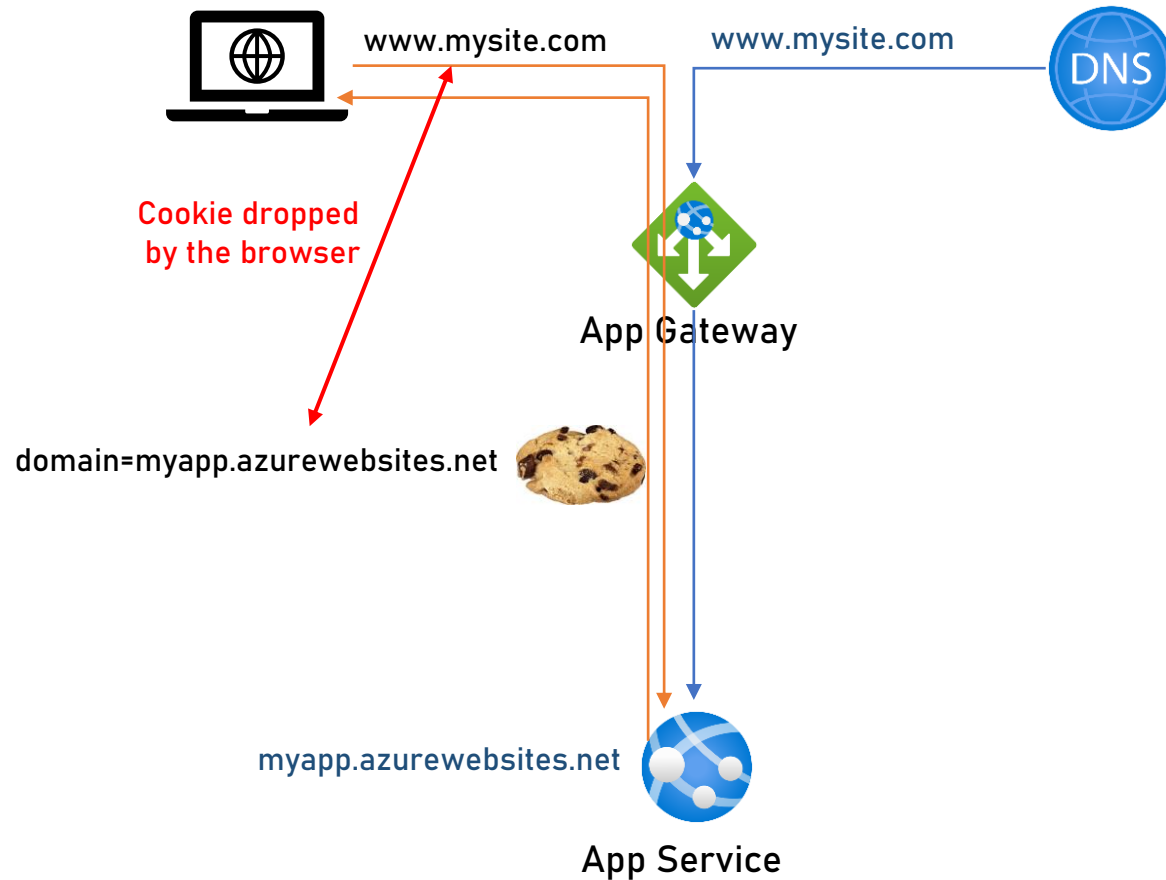 www.mysite.com
www.mysite.com
DNS
Cookie dropped
by the browser
App Gateway
domain=myapp.azurewebsites.net
myapp.azurewebsites.net
App Service